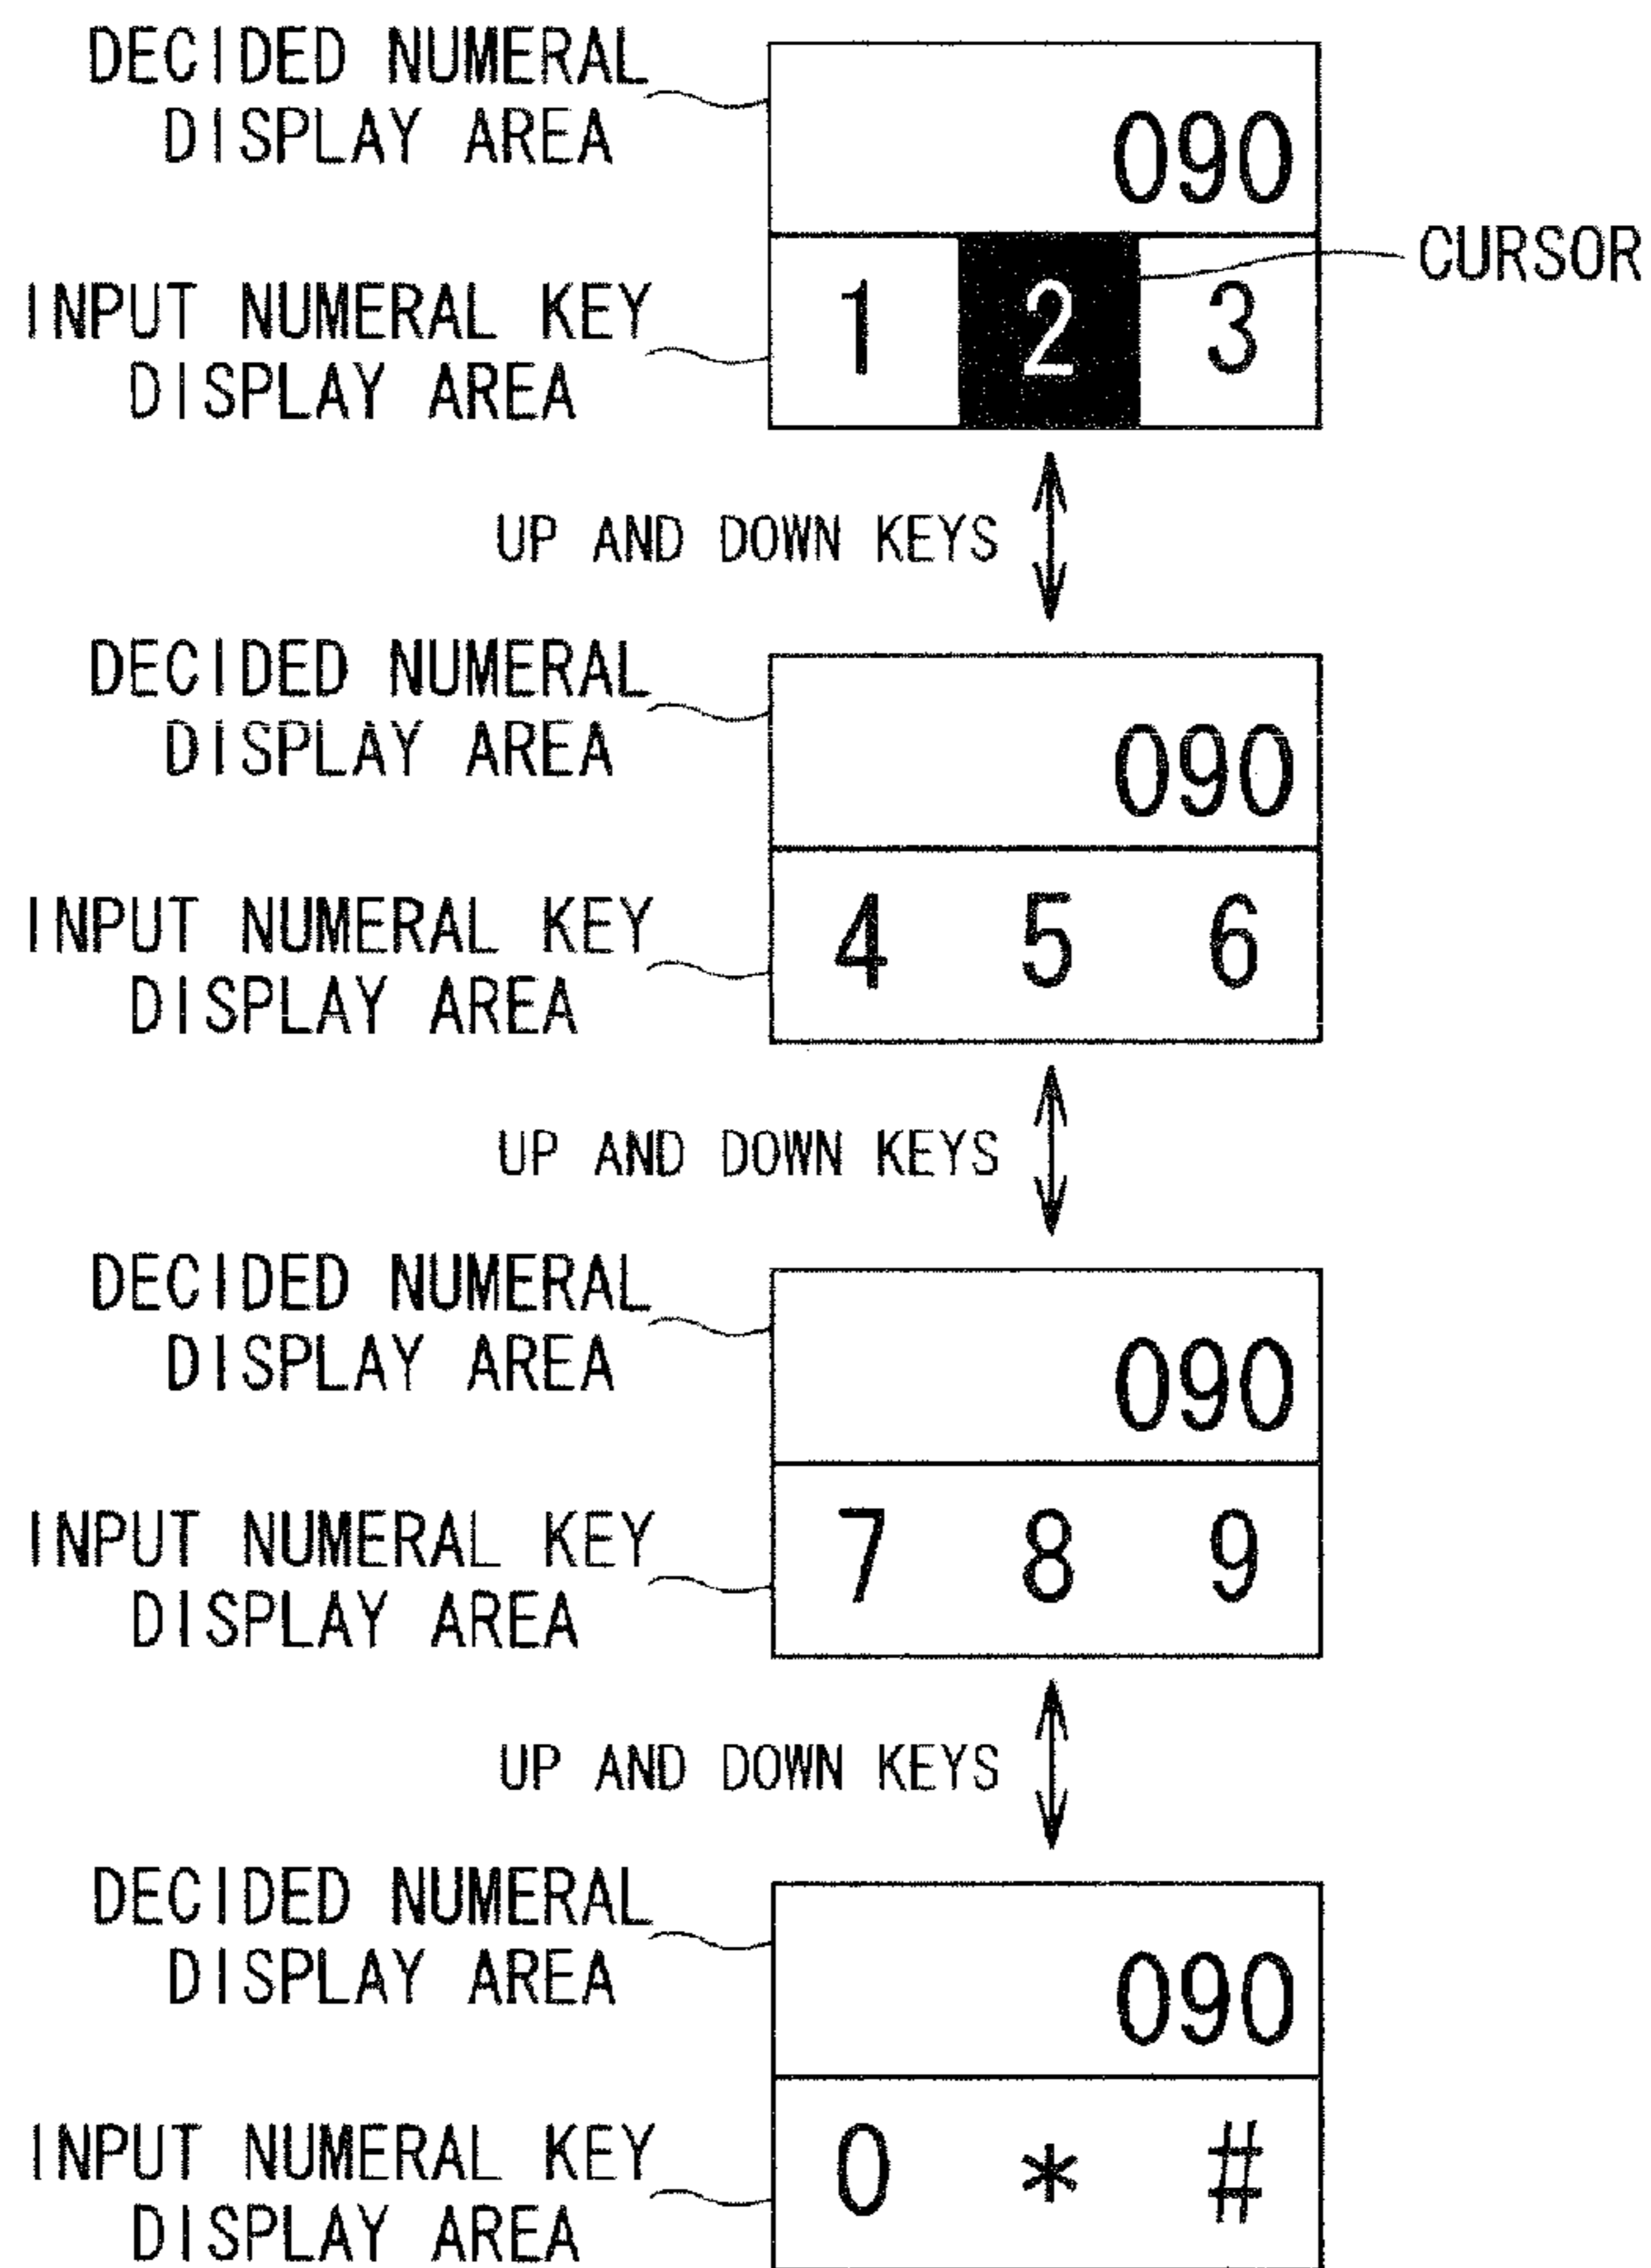 DECIDED NUMERAL
DISPLAY AREA
090
CURSOR
INPUT NUMERAL KEY
DISPLAY AREA
1 2 3
UP AND DOWN KEYS
DECIDED NUMERAL
DISPLAY AREA
090
INPUT NUMERAL KEY
DISPLAY AREA
4 5 6
UP AND DOWN KEYS
DECIDED NUMERAL
DISPLAY AREA
090
INPUT NUMERAL KEY
DISPLAY AREA
7 8 9
UP AND DOWN KEYS
DECIDED NUMERAL
DISPLAY AREA
090
INPUT NUMERAL KEY
DISPLAY AREA
0 * #